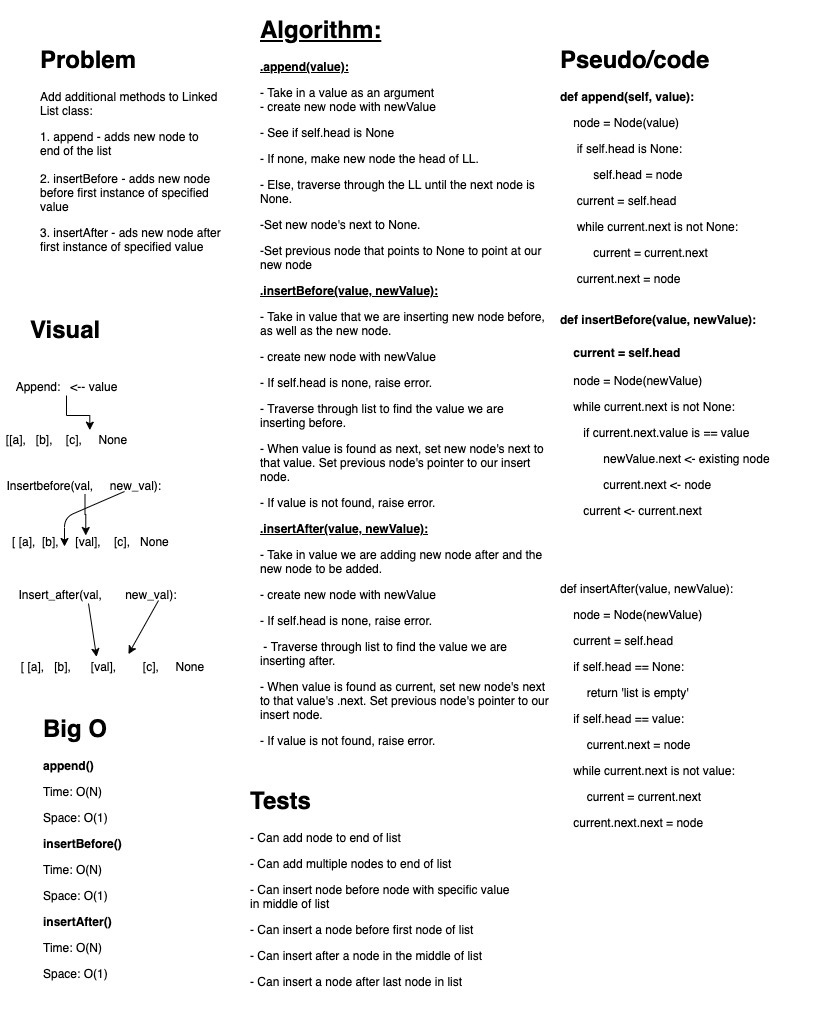 Problem
Add additional methods to Linked
List class:
1. append - adds new node to
end of the list
2. insertBefore - adds new node
before first instance of specified
value
3. insertAfter - ads new node after
first instance of specified value
Visual
Append: <-- value
[[a], [b], [c], None
Insertbefore(val, new_val):
[ [a], [b], [val], [c], None
Insert_after(val, new_val):
[ [a], [b], [val], [c], None
Big O
append()
Time: O(N)
Space: O(1)
insertBefore()
Time: O(N)
Space: O(1)
insertAfter()
Time: O(N)
Space: O(1)
Algorithm:
.append(value):
- Take in a value as an argument
- create new node with newValue
- See if self.head is None
- If none, make new node the head of LL.
- Else, traverse through the LL until the next node is
None.
-Set new node's next to None.
-Set previous node that points to None to point at our
new node
.insertBefore(value, newValue):
- Take in value that we are inserting new node before,
as well as the new node.
- create new node with newValue
- If self.head is none, raise error.
- Traverse through list to find the value we are
inserting before.
- When value is found as next, set new node's next to
that value. Set previous node's pointer to our insert
node.
- If value is not found, raise error.
.insertAfter(value, newValue):
- Take in value we are adding new node after and the
new node to be added.
- create new node with newValue
- If self.head is none, raise error.
- Traverse through list to find the value we are
inserting after.
- When value is found as current, set new node's next
to that value's .next. Set previous node's pointer to our
insert node.
- If value is not found, raise error.
Tests
- Can add node to end of list
- Can add multiple nodes to end of list
- Can insert node before node with specific value
in middle of list
- Can insert a node before first node of list
- Can insert after a node in the middle of list
- Can insert a node after last node in list
Pseudo/code
def append(self, value):
node = Node(value)
if self.head is None:
self.head = node
current = self.head
while current.next is not None:
current = current.next
current.next = node
def insertBefore(value, newValue):
current = self.head
node = Node(newValue)
while current.next is not None:
if current.next.value is == value
newValue.next <- existing node
current.next <- node
current <- current.next
def insertAfter(value, newValue):
node = Node(newValue)
current = self.head
if self.head == None:
return 'list is empty'
if self.head == value:
current.next = node
while current.next is not value:
current = current.next
current.next.next = node